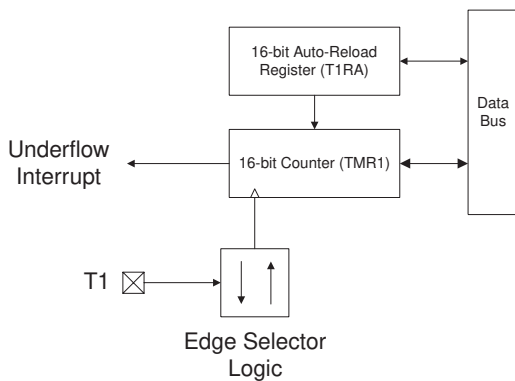 16-bit Auto-Reload
Register (T1RA)
Data
Bus
Underflow
Interrupt
16-bit Counter (TMR1)
T1
Edge Selector
Logic